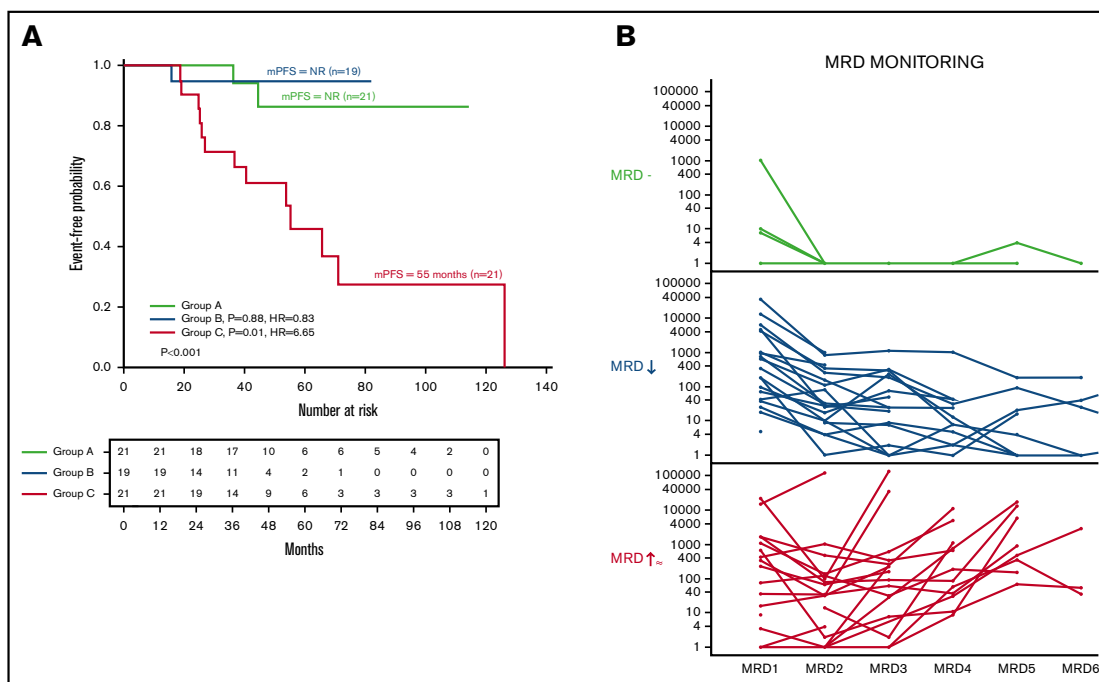 A
1.0
0.8
0.6
0.4
0.2
0.0
Event-free probability
mPFS = NR (n=19)
mPFS = NR (n=21)
mPFS = 55 months (n=21)
Group A
Group B, P=0.88, HR=0.83
Group C, P=0.01, HR=6.65
P<0.001
0 20 40 60 80 100 120 140
Number at risk
Group A 21 21 18 17 10 6 6 5 4 2 0
Group B 19 19 14 11 4 2 1 0 0 0 0
Group C 21 21 19 14 9 6 3 3 3 3 1
0 12 24 36 48 60 72 84 96 108 120
Months
B
MRD MONITORING
MRD -
100000
40000
10000
4000
1000
400
100
40
10
4
1
MRD ↓
100000
40000
10000
4000
1000
400
100
40
10
4
1
MRD ↑≈
100000
40000
10000
4000
1000
400
100
40
10
4
1
MRD1 MRD2 MRD3 MRD4 MRD5 MRD6